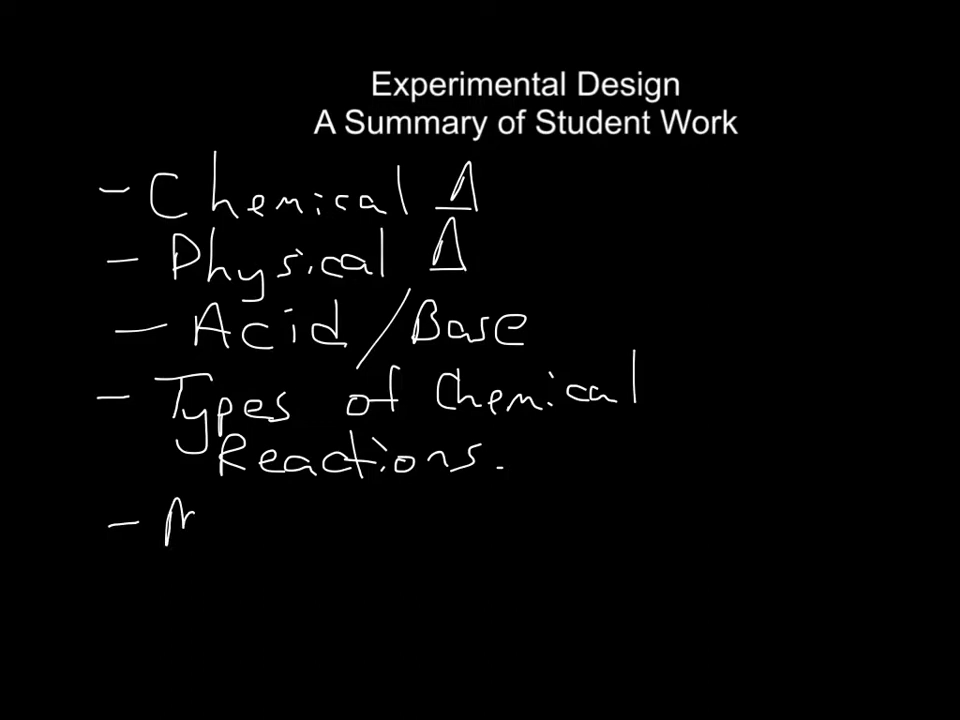 Experimental Design
A Summary of Student Work
- Chemical Δ
- Physical Δ
- Acid/Base
- Types of Chemical
Reactions.
-